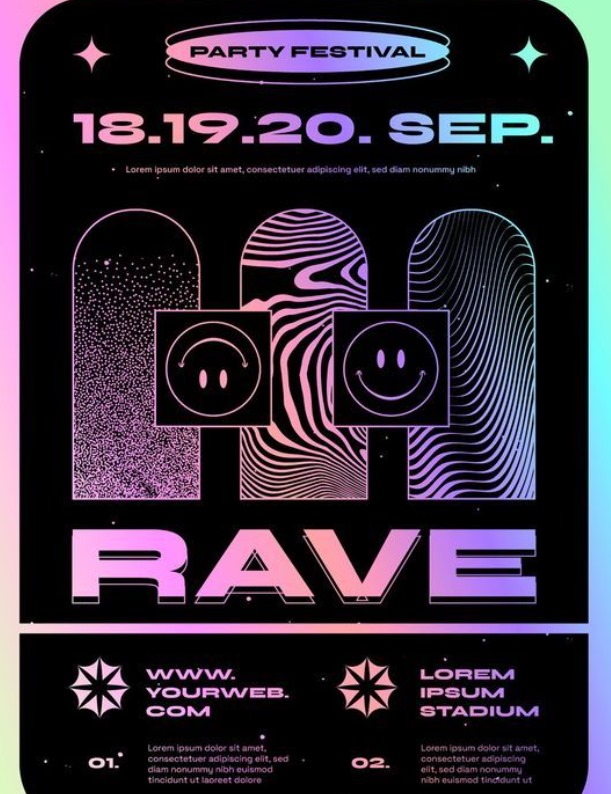 PARTY FESTIVAL
18.19.20. SEP.
Lorem ipsum dolor sit amet, consectetuer adipiscing elit, sed diam nonummy nibh
RAVE
WWW.
YOURWEB.
COM
LOREM
IPSUM
STADIUM
01.
Lorem ipsum dolor sit amet,
consectetuer adipiscing elit, sed
diam nonummy nibh euismod
tincidunt ut laoreet dolore
02.
Lorem ipsum dolor sit amet,
consectetuer adipiscing elit,
sed diam nonummy nibh
euismod tincidunt ut